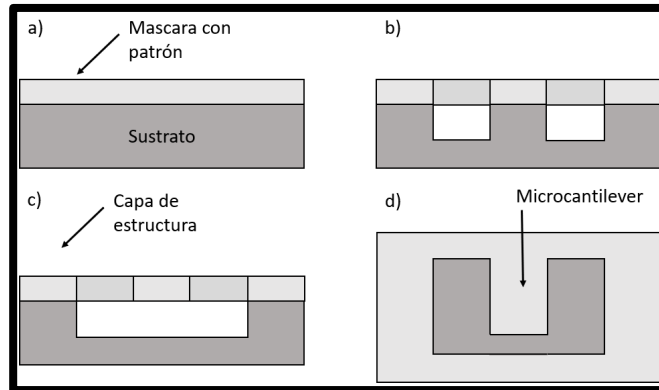 a)
Mascara con
patrón
Sustrato
b)
c)
Capa de
estructura
d)
Microcantilever